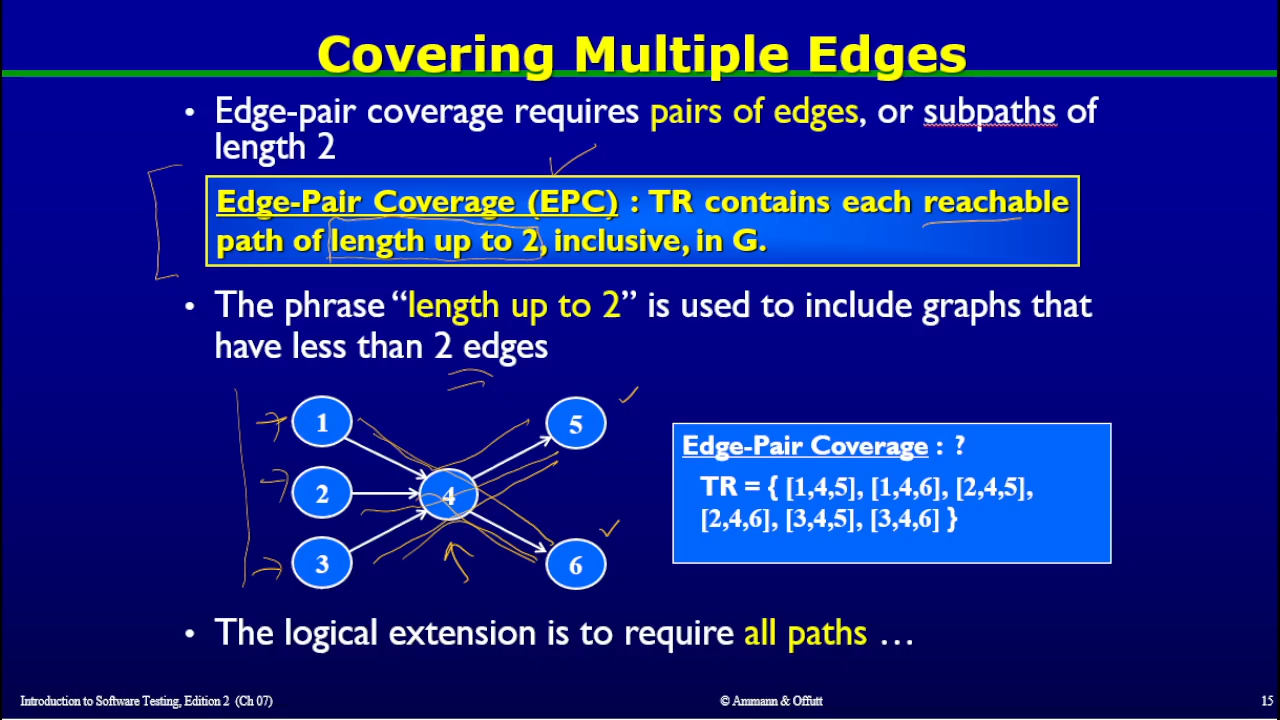 Covering Multiple Edges
• Edge-pair coverage requires pairs of edges, or subpaths of
length 2
Edge-Pair Coverage (EPC) : TR contains each reachable
path of length up to 2, inclusive, in G.
• The phrase “length up to 2” is used to include graphs that
have less than 2 edges
1
5
2
4
3
6
Edge-Pair Coverage : ?
TR = { [1,4,5], [1,4,6], [2,4,5],
[2,4,6], [3,4,5], [3,4,6] }
• The logical extension is to require all paths …
Introduction to Software Testing, Edition 2 (Ch 07)
© Ammann & Offutt
15